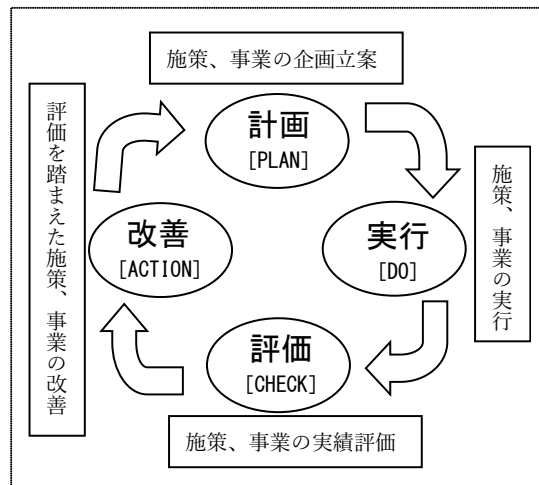 施策、事業の企画立案
計画
[PLAN]
施策、事業の実行
実行
[DO]
評価
[CHECK]
施策、事業の実績評価
改善
[ACTION]
評価を踏まえた施策、事業の改善